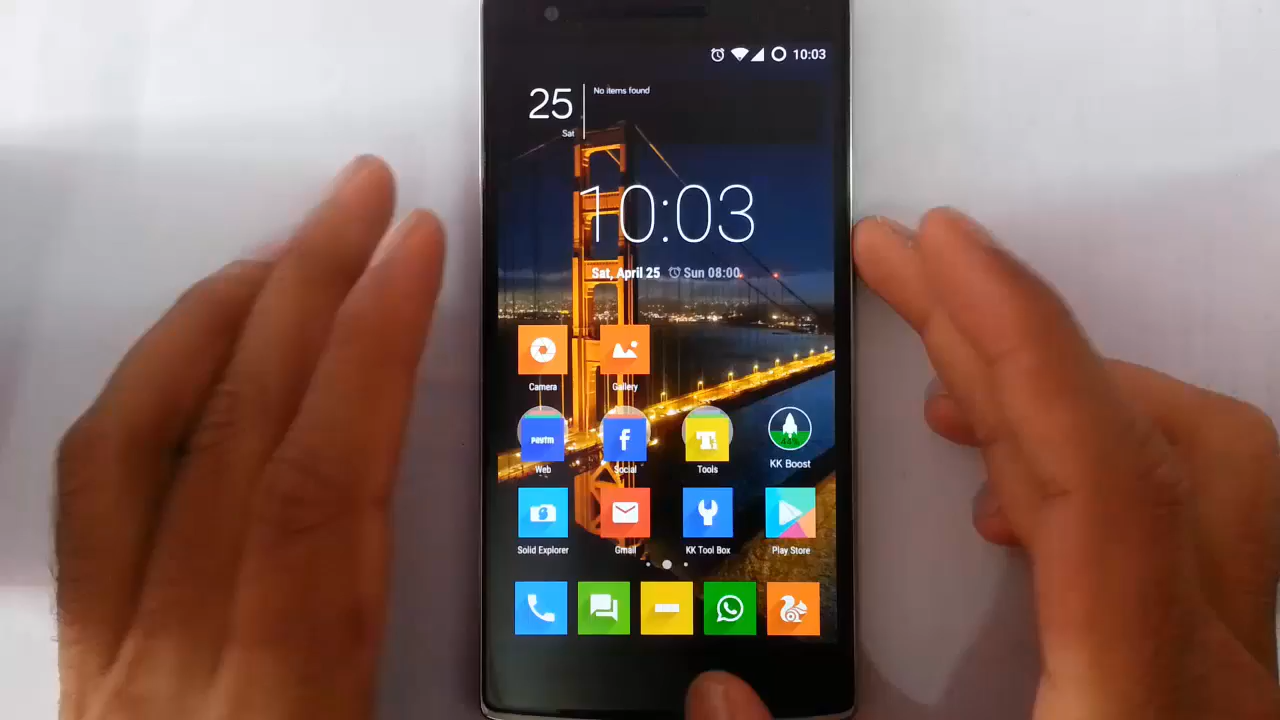 10:03
25
No items found
Sat
10:03
Sat, April 25 Sun 08:00
Camera
Gallery
paytm
f
T
44%
Web
Social
Tools
KK Boost
Solid Explorer
Gmail
KK Tool Box
Play Store